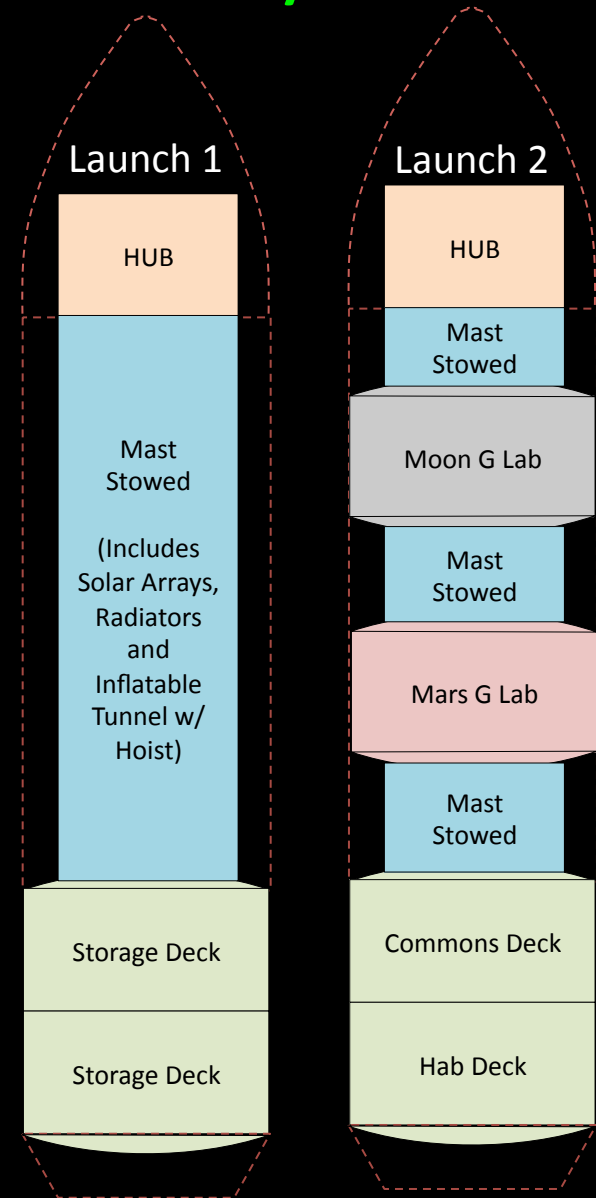 Launch 1
HUB
Mast
Stowed
(Includes
Solar Arrays,
Radiators
and
Inflatable
Tunnel w/
Hoist)
Storage Deck
Storage Deck
Launch 2
HUB
Mast
Stowed
Moon G Lab
Mast
Stowed
Mars G Lab
Mast
Stowed
Commons Deck
Hab Deck